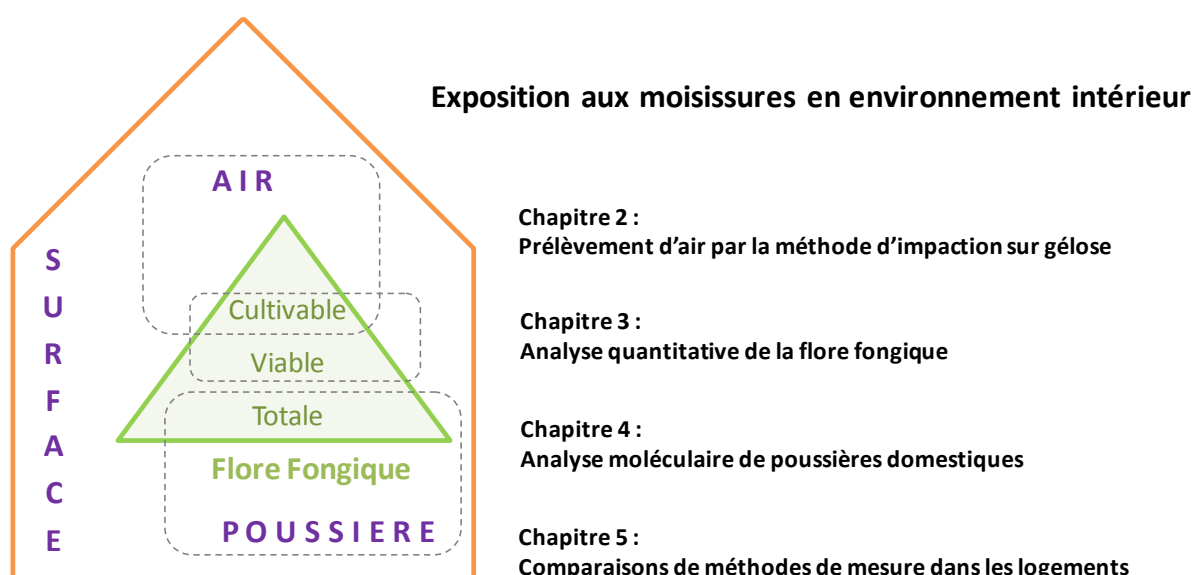 Exposition aux moisissures en environnement intérieur
AIR
SURFACE
Cultivable
Viable
Totale
Flore Fongique
POUSSIERE
Chapitre 2 :
Prélèvement d’air par la méthode d’impaction sur gélose
Chapitre 3 :
Analyse quantitative de la flore fongique
Chapitre 4 :
Analyse moléculaire de poussières domestiques
Chapitre 5 :
Comparaisons de méthodes de mesure dans les logements